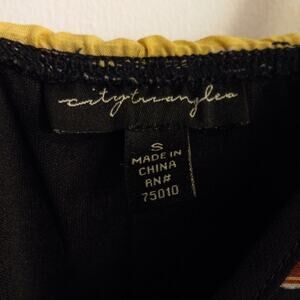 citytriangles
S
MADE IN
CHINA
RN#
75010